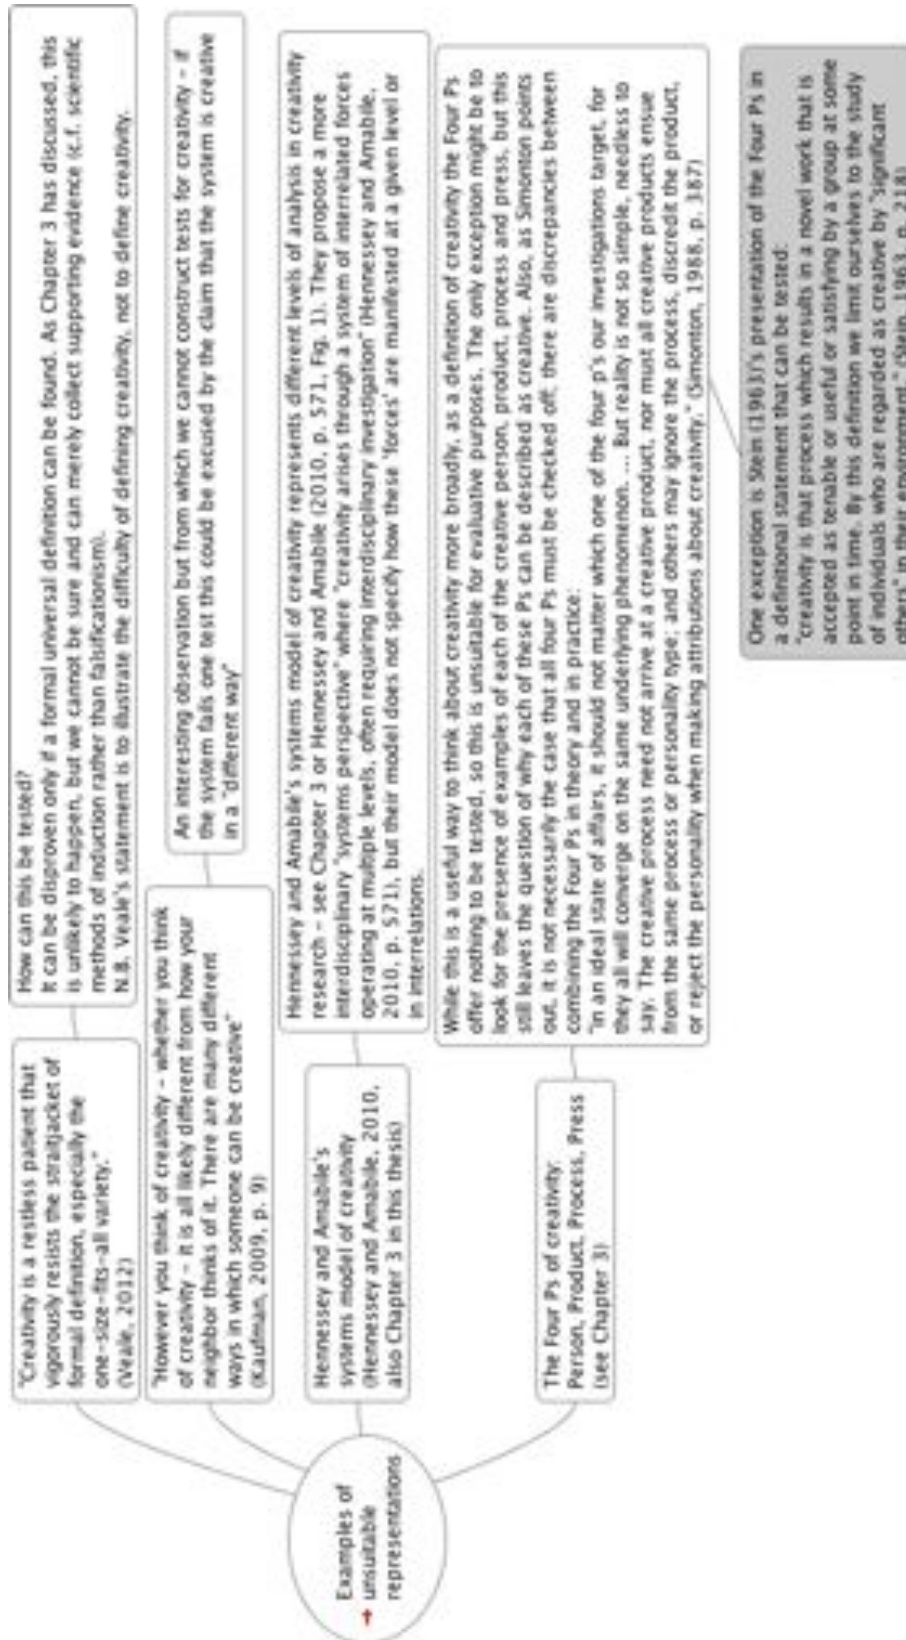 Examples of
unsuitable
representations
"Creativity is a restless patient that
vigorously resists the straitjacket of
formal definition, especially the
one-size-fits-all variety."
(Veale, 2012)
How can this be tested?
It can be disproven only if a formal universal definition can be found. As Chapter 3 has discussed, this
is unlikely to happen, but we cannot be sure and can merely collect supporting evidence (c.f. scientific
methods of induction rather than falsificationism).
N.B. Veale's statement is to illustrate the difficulty of defining creativity, not to define creativity.
"However you think of creativity - whether you think
of creativity - it is all likely different from how your
neighbor thinks of it. There are many different
ways in which someone can be creative"
(Kaufman, 2009, p. 9)
An interesting observation but from which we cannot construct tests for creativity - if
the system fails one test this could be excused by the claim that the system is creative
in a "different way"
Hennessey and Amabile's
systems model of creativity
(Hennessey and Amabile, 2010,
also Chapter 3 in this thesis)
Hennessey and Amabile's systems model of creativity represents different levels of analysis in creativity
research - see Chapter 3 or Hennessey and Amabile (2010, p. 571, Fig. 1). They propose a more
interdisciplinary "systems perspective" where "creativity arises through a system of interrelated forces
operating at multiple levels, often requiring interdisciplinary investigation" (Hennessey and Amabile,
2010, p. 571), but their model does not specify how these 'forces' are manifested at a given level or
in interrelations.
The Four Ps of creativity:
Person, Product, Process, Press
(see Chapter 3)
While this is a useful way to think about creativity more broadly, as a definition of creativity the Four Ps
offer nothing to be tested, so this is unsuitable for evaluative purposes. The only exception might be to
look for the presence of examples of each of the creative person, product, process and press, but this
still leaves the question of why each of these Ps can be described as creative. Also, as Simonton points
out, it is not necessarily the case that all four Ps must be checked off; there are discrepancies between
combining the Four Ps in theory and in practice:
"in an ideal state of affairs, it should not matter which one of the four p's our investigations target, for
they all will converge on the same underlying phenomenon. ... But reality is not so simple, needless to
say. The creative process need not arrive at a creative product, nor must all creative products ensue
from the same process or personality type; and others may ignore the process, discredit the product,
or reject the personality when making attributions about creativity." (Simonton, 1988, p. 387)
One exception is Stein (1963)'s presentation of the Four Ps in
a definitional statement that can be tested:
"creativity is that process which results in a novel work that is
accepted as tenable or useful or satisfying by a group at some
point in time. By this definition we limit ourselves to the study
of individuals who are regarded as creative by "significant
others" in their environment." (Stein, 1963, p. 218)